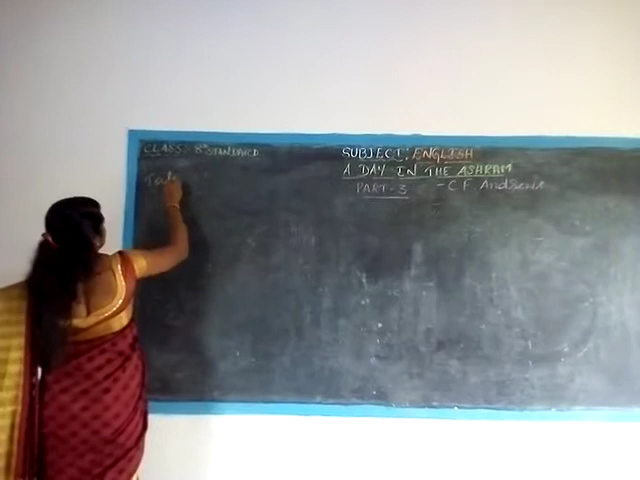 CLASS: 8th STANDARD
SUBJECT: ENGLISH
A DAY IN THE ASHRAM
PART-3 - C F Andrews